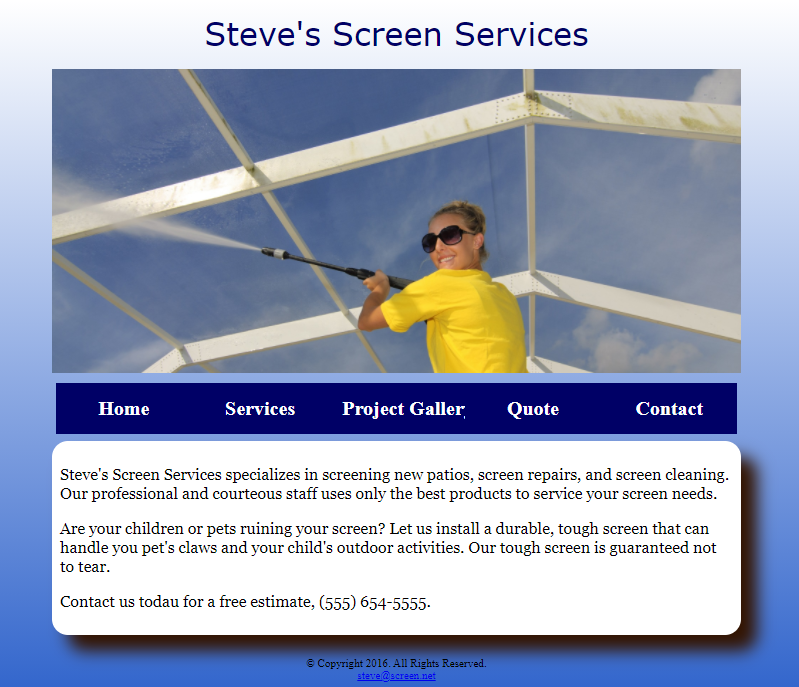 Steve's Screen Services
Home Services Project Galler Quote Contact
Steve's Screen Services specializes in screening new patios, screen repairs, and screen cleaning.
Our professional and courteous staff uses only the best products to service your screen needs.
Are your children or pets ruining your screen? Let us install a durable, tough screen that can
handle you pet's claws and your child's outdoor activities. Our tough screen is guaranteed not
to tear.
Contact us todau for a free estimate, (555) 654-5555.
© Copyright 2016. All Rights Reserved.
steve@screen.net